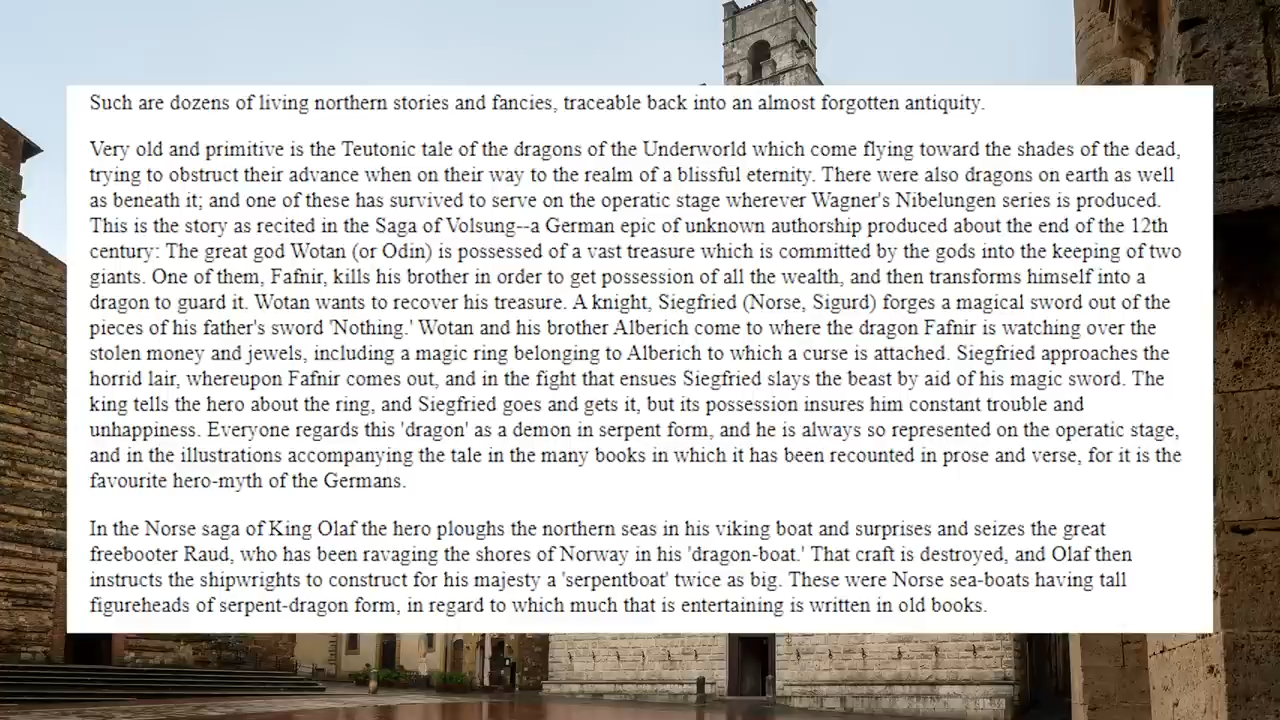 Such are dozens of living northern stories and fancies, traceable back into an almost forgotten antiquity.
Very old and primitive is the Teutonic tale of the dragons of the Underworld which come flying toward the shades of the dead,
trying to obstruct their advance when on their way to the realm of a blissful eternity. There were also dragons on earth as well
as beneath it; and one of these has survived to serve on the operatic stage wherever Wagner's Nibelungen series is produced.
This is the story as recited in the Saga of Volsung--a German epic of unknown authorship produced about the end of the 12th
century: The great god Wotan (or Odin) is possessed of a vast treasure which is committed by the gods into the keeping of two
giants. One of them, Fafnir, kills his brother in order to get possession of all the wealth, and then transforms himself into a
dragon to guard it. Wotan wants to recover his treasure. A knight, Siegfried (Norse, Sigurd) forges a magical sword out of the
pieces of his father's sword 'Nothing.' Wotan and his brother Alberich come to where the dragon Fafnir is watching over the
stolen money and jewels, including a magic ring belonging to Alberich to which a curse is attached. Siegfried approaches the
horrid lair, whereupon Fafnir comes out, and in the fight that ensues Siegfried slays the beast by aid of his magic sword. The
king tells the hero about the ring, and Siegfried goes and gets it, but its possession insures him constant trouble and
unhappiness. Everyone regards this 'dragon' as a demon in serpent form, and he is always so represented on the operatic stage,
and in the illustrations accompanying the tale in the many books in which it has been recounted in prose and verse, for it is the
favourite hero-myth of the Germans.
In the Norse saga of King Olaf the hero ploughs the northern seas in his viking boat and surprises and seizes the great
freebooter Raud, who has been ravaging the shores of Norway in his 'dragon-boat.' That craft is destroyed, and Olaf then
instructs the shipwrights to construct for his majesty a 'serpentboat' twice as big. These were Norse sea-boats having tall
figureheads of serpent-dragon form, in regard to which much that is entertaining is written in old books.